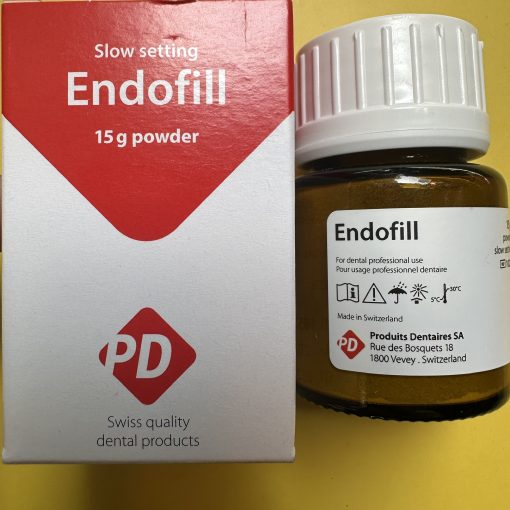 Slow setting
Endofill
15 g powder
PD
Swiss quality
dental products
Endofill
For dental professional use
Pour usage professionnel dentaire
5°C
30°C
Made in Switzerland
PD
Produits Dentaires SA
Rue des Bosquets 18
1800 Vevey . Switzerland
slow